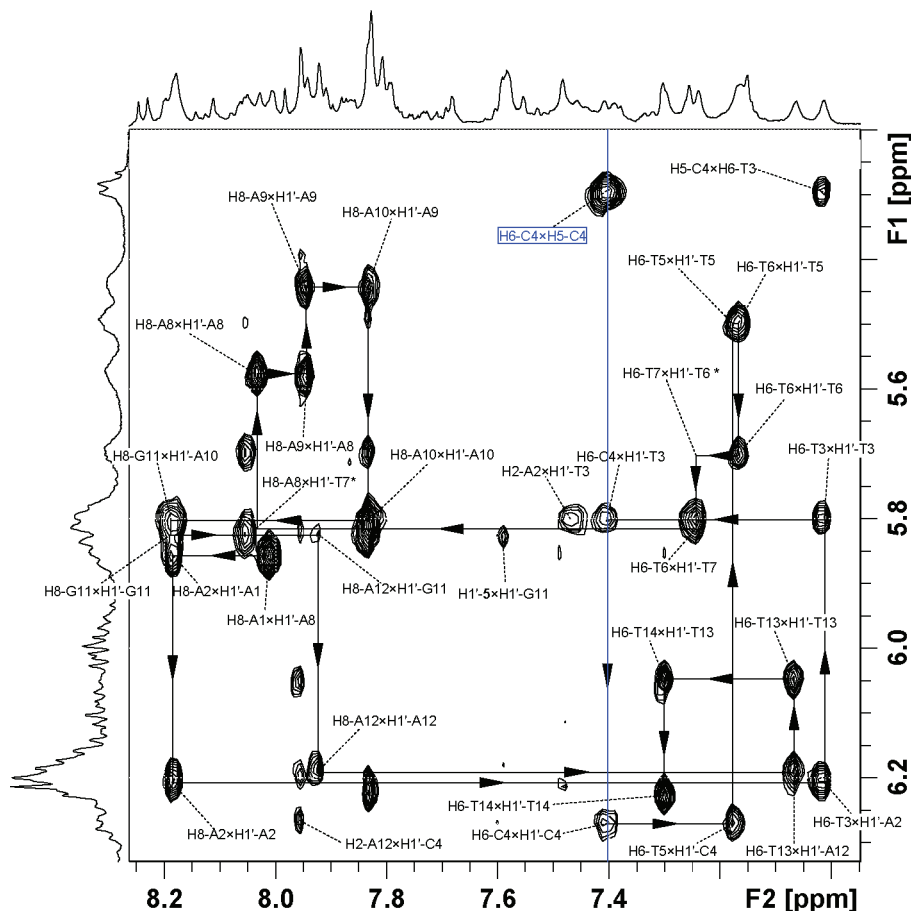 F1 [ppm]
H5-C4×H6-T3
H8-A9×H1'-A9
H8-A10×H1'-A9
H6-C4×H5-C4
H6-T5×H1'-T5
H6-T6×H1'-T5
H8-A8×H1'-A8
H6-T7×H1'-T6 *
H6-T6×H1'-T6
5.6
H8-A9×H1'-A8
H8-G11×H1'-A10
H8-A10×H1'-A10
H6-C4×H1'-T3
H6-T3×H1'-T3
H2-A2×H1'-T3
H8-A8×H1'-T7*
5.8
H6-T6×H1'-T7
H8-G11×H1'-G11
H8-A2×H1'-A1
H8-A12×H1'-G11
H1'-5×H1'-G11
H8-A1×H1'-A8
H6-T14×H1'-T13
H6-T13×H1'-T13
6.0
H8-A12×H1'-A12
6.2
H6-T14×H1'-T14
H8-A2×H1'-A2
H6-C4×H1'-C4
H2-A12×H1'-C4
H6-T5×H1'-C4
H6-T13×H1'-A12
H6-T3×H1'-A2
8.2 8.0 7.8 7.6 7.4 F2 [ppm]